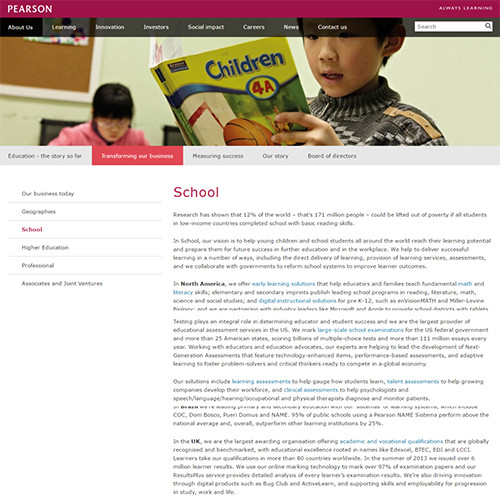 PEARSON
ALWAYS LEARNING
About Us Learning Innovation Investors Social impact Careers News Contact us Search
Children
4A
Education - the story so far Transforming our business Measuring success Our story Board of directors
Our business today
Geographies
School
Higher Education
Professional
Associates and Joint Ventures
School
Research has shown that 12% of the world – that's 171 million people – could be lifted out of poverty if all students
in low-income countries completed school with basic reading skills.
In School, our vision is to help young children and school students all around the world reach their learning potential
and prepare them for future success in further education and in the workplace. We help to deliver successful
learning in a number of ways, including the direct delivery of learning, provision of learning services, assessments,
and we collaborate with governments to reform school systems to improve learner outcomes.
In North America, we offer early learning solutions that help educators and families teach fundamental math and
literacy skills; elementary and secondary imprints publish leading school programs in reading, literature, math,
science and social studies; and digital instructional solutions for pre K-12, such as enVisionMATH and Miller-Levine
Biology; and we are partnering with industry leaders like Microsoft and Apple to provide school districts with tablets
Testing plays an integral role in determining educator and student success and we are the largest provider of
educational assessment services in the US. We mark large-scale school examinations for the US federal government
and more than 25 American states, scoring billions of multiple-choice tests and more than 111 million essays every
year. Working with educators and education advocates, our experts are helping to lead the development of Next-
Generation Assessments that feature technology-enhanced items, performance-based assessments, and adaptive
learning to foster problem-solvers and critical thinkers ready to compete in a global economy.
Our solutions include learning assessments to help gauge how students learn, talent assessments to help growing
companies develop their workforce, and clinical assessments to help psychologists and
speech/language/hearing/occupational and physical therapists diagnose and monitor patients.
In Brazil we're leading primary and secondary education with our 'sistemas' of learning systems, which include
COC, Dom Bosco, Pueri Domus and NAME. 95% of public schools using a Pearson NAME Sistema perform above the
national average and, overall, outperform other learning institutions by 25%.
In the UK, we are the largest awarding organisation offering academic and vocational qualifications that are globally
recognised and benchmarked, with educational excellence rooted in names like Edexcel, BTEC, EDI and LCCI.
Learners take our qualifications in more than 80 countries worldwide. In the summer of 2013 we issued over 6
million learner results. We use our online marking technology to mark over 97% of examination papers and our
ResultsPlus service provides detailed analysis of every learner's examination results. We're also driving innovation
through digital products such as Bug Club and ActiveLearn, and supporting skills and employability for progression
in study, work and life.